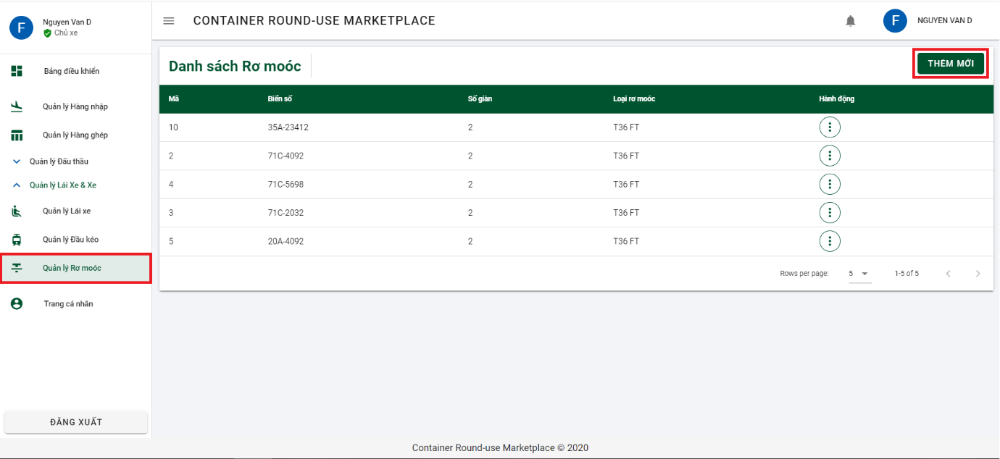 F
Nguyen Van D
Chủ xe
Bảng điều khiển
Quản lý Hàng nhập
Quản lý Hàng ghép
Quản lý Đấu thầu
Quản lý Lái Xe & Xe
Quản lý Lái xe
Quản lý Đầu kéo
Quản lý Rơ moóc
Trang cá nhân
ĐĂNG XUẤT
CONTAINER ROUND-USE MARKETPLACE
F
NGUYEN VAN D
Danh sách Rơ moóc
THÊM MỚI
Mã Biển số Số giàn Loại rơ moóc Hành động
10 35A-23412 2 T36 FT
2 71C-4092 2 T36 FT
4 71C-5698 2 T36 FT
3 71C-2032 2 T36 FT
5 20A-4092 2 T36 FT
Rows per page: 5 1-5 of 5
Container Round-use Marketplace © 2020